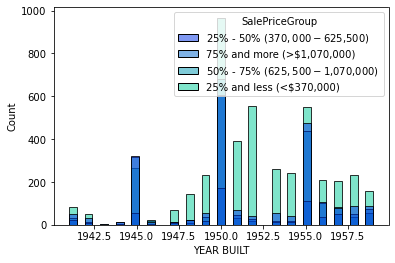 SalePriceGroup
25% - 50% (370,000−625,500)
75% and more (>$1,070,000)
50% - 75% (625,500−1,070,000)
25% and less (<$370,000)
Count
1000
800
600
400
200
0
1942.5 1945.0 1947.5 1950.0 1952.5 1955.0 1957.5
YEAR BUILT